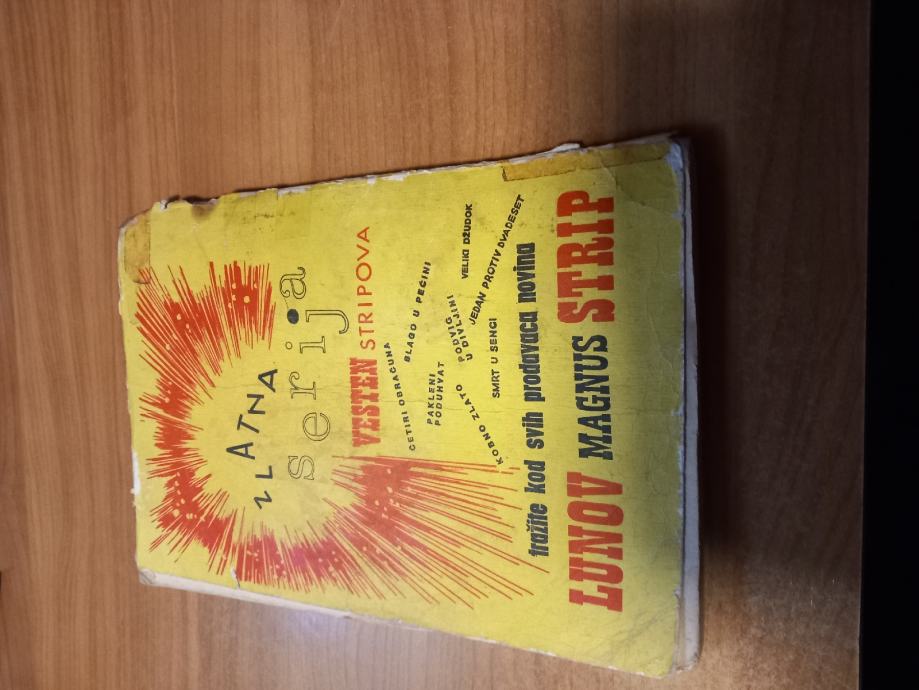 ZLATNA
serija
VESTEN STRIPOVA
ČETIRI OBRAČUNA
BLAGO U PEĆINI
PAKLENI
PODUHVAT
KOBNO ZLATO
PODVIG
U DIVLJINI
VELIKI DŽUDOK
SMRT U SENCI
JEDAN PROTIV DVADESET
tražite kod svih prodavaca novina
LUNOV MAGNUS STRIP